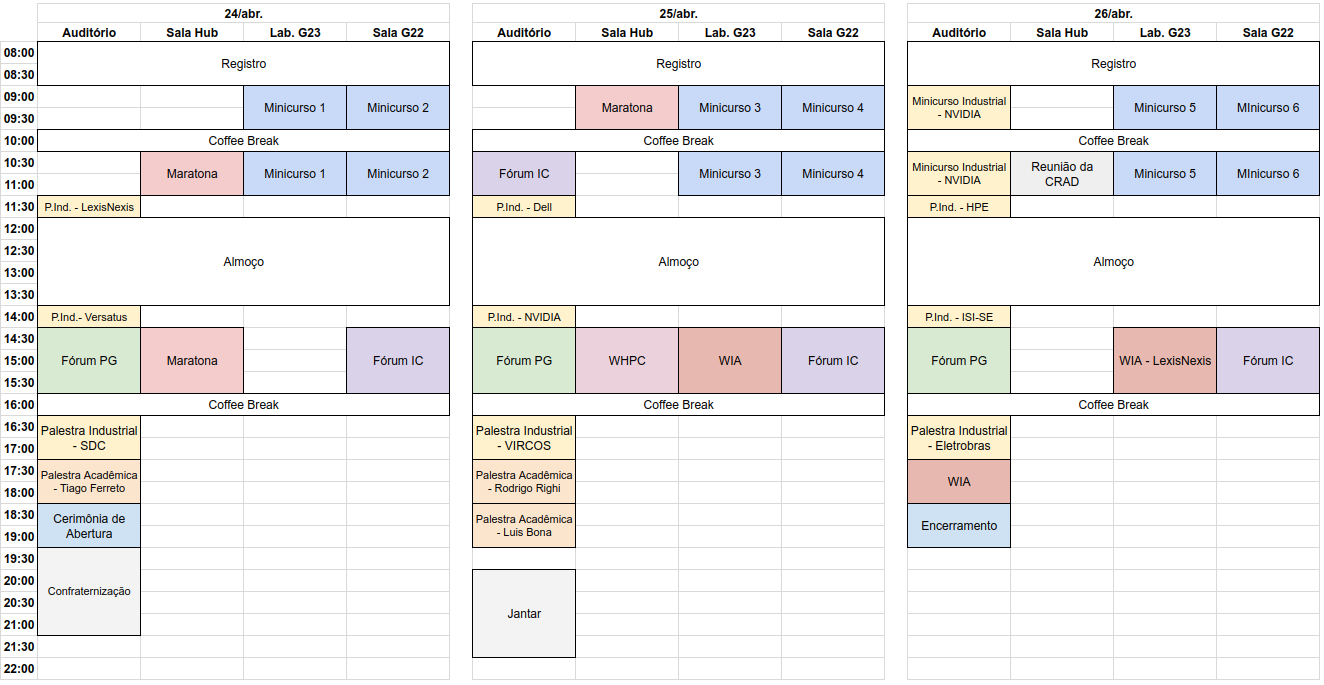 24/abr. 25/abr. 26/abr.
Auditório Sala Hub Lab. G23 Sala G22 Auditório Sala Hub Lab. G23 Sala G22 Auditório Sala Hub Lab. G23 Sala G22
08:00
Registro Registro Registro
08:30
09:00
Minicurso 1 Minicurso 2 Maratona Minicurso 3 Minicurso 4 Minicurso Industrial
- NVIDIA
Minicurso 5 MInicurso 6
09:30
10:00 Coffee Break Coffee Break Coffee Break
10:30
Maratona Minicurso 1 Minicurso 2 Fórum IC Minicurso 3 Minicurso 4 Minicurso Industrial
- NVIDIA
Reunião da
CRAD
Minicurso 5 MInicurso 6
11:00
11:30 P.Ind. - LexisNexis P.Ind. - Dell P.Ind. - HPE
12:00
12:30
Almoço Almoço Almoço
13:00
13:30
14:00 P.Ind.- Versatus P.Ind. - NVIDIA P.Ind. - ISI-SE
14:30
15:00 Fórum PG Maratona Fórum IC Fórum PG WHPC WIA Fórum IC Fórum PG WIA - LexisNexis Fórum IC
15:30
16:00 Coffee Break Coffee Break Coffee Break
16:30
Palestra Industrial
- SDC
Palestra Industrial
- VIRCOS
Palestra Industrial
- Eletrobras
17:00
17:30
Palestra Acadêmica
- Tiago Ferreto
Palestra Acadêmica
- Rodrigo Righi
WIA
18:00
18:30
Cerimônia de
Abertura
Palestra Acadêmica
- Luis Bona
Encerramento
19:00
19:30
20:00
Confraternização
20:30
Jantar
21:00
21:30
22:00